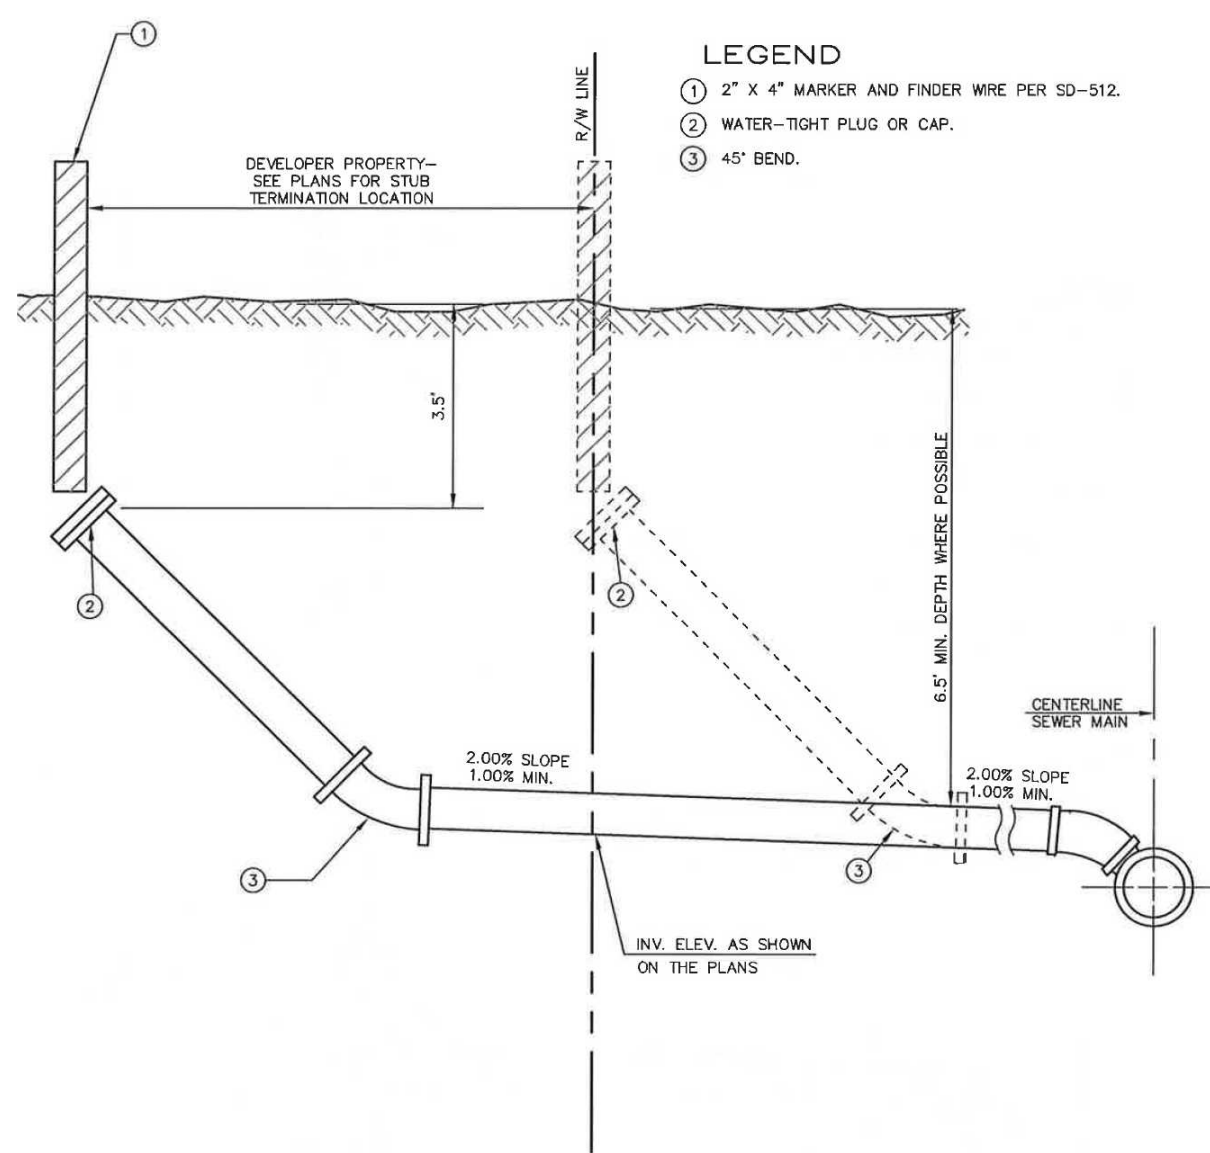 1
LEGEND
1 2" X 4" MARKER AND FINDER WIRE PER SD-512.
2 WATER-TIGHT PLUG OR CAP.
3 45° BEND.
R/W LINE
DEVELOPER PROPERTY-
SEE PLANS FOR STUB
TERMINATION LOCATION
3.5'
6.5' MIN. DEPTH WHERE POSSIBLE
2
2
CENTERLINE
SEWER MAIN
2.00% SLOPE
1.00% MIN.
2.00% SLOPE
1.00% MIN.
3
3
INV. ELEV. AS SHOWN
ON THE PLANS